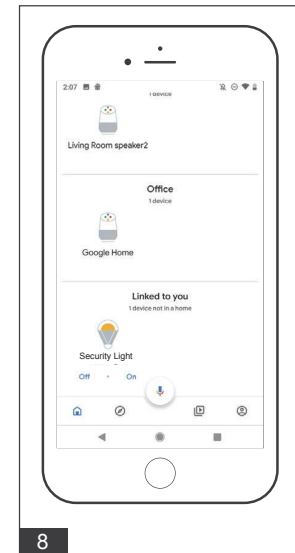 2:07
1 device
Living Room speaker2
Office
1 device
Google Home
Linked to you
1 device not in a home
Security Light
Off · On
8